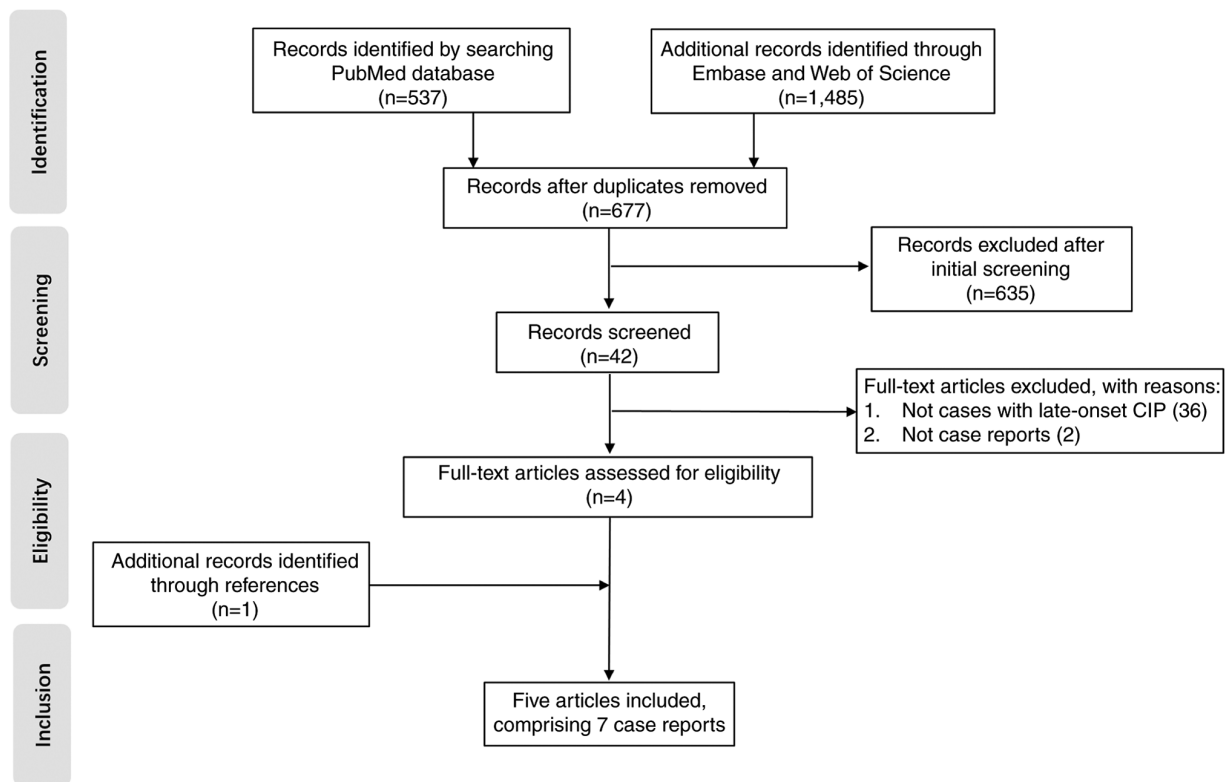 Identification
Records identified by searching
PubMed database
(n=537)
Additional records identified through
Embase and Web of Science
(n=1,485)
Records after duplicates removed
(n=677)
Screening
Records excluded after
initial screening
(n=635)
Records screened
(n=42)
Full-text articles excluded, with reasons:
1. Not cases with late-onset CIP (36)
2. Not case reports (2)
Eligibility
Full-text articles assessed for eligibility
(n=4)
Additional records identified
through references
(n=1)
Inclusion
Five articles included,
comprising 7 case reports